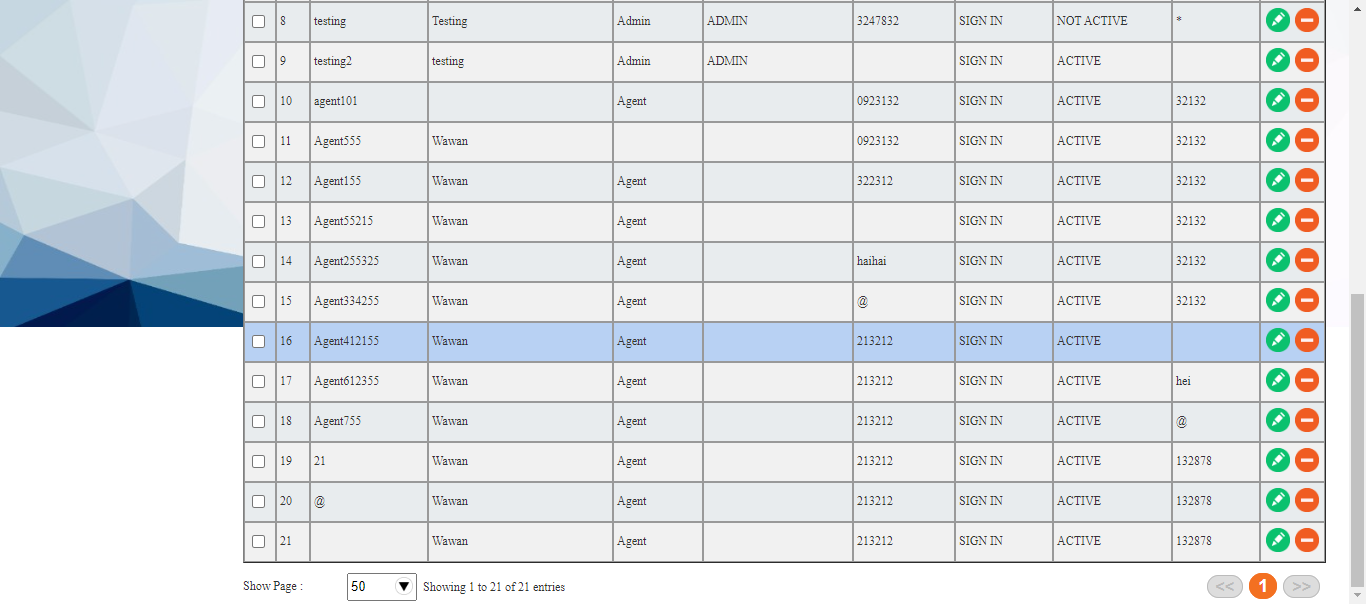 8 testing Testing Admin ADMIN 3247832 SIGN IN NOT ACTIVE *
9 testing2 testing Admin ADMIN SIGN IN ACTIVE
10 agent101 Agent 0923132 SIGN IN ACTIVE 32132
11 Agent555 Wawan 0923132 SIGN IN ACTIVE 32132
12 Agent155 Wawan Agent 322312 SIGN IN ACTIVE 32132
13 Agent55215 Wawan Agent SIGN IN ACTIVE 32132
14 Agent255325 Wawan Agent haihai SIGN IN ACTIVE 32132
15 Agent334255 Wawan Agent @ SIGN IN ACTIVE 32132
16 Agent412155 Wawan Agent 213212 SIGN IN ACTIVE
17 Agent612355 Wawan Agent 213212 SIGN IN ACTIVE hei
18 Agent755 Wawan Agent 213212 SIGN IN ACTIVE @
19 21 Wawan Agent 213212 SIGN IN ACTIVE 132878
20 @ Wawan Agent 213212 SIGN IN ACTIVE 132878
21 Wawan Agent 213212 SIGN IN ACTIVE 132878
Show Page : 50 Showing 1 to 21 of 21 entries << 1 >>